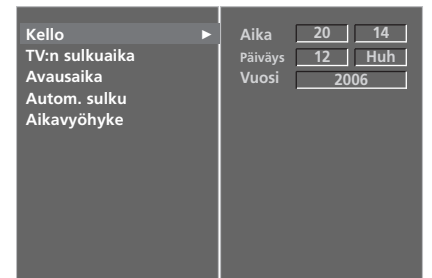 Kello ►
TV:n sulkuaika
Avausaika
Autom. sulku
Aikavyöhyke
Aika 20 14
Päiväys 12 Huh
Vuosi 2006